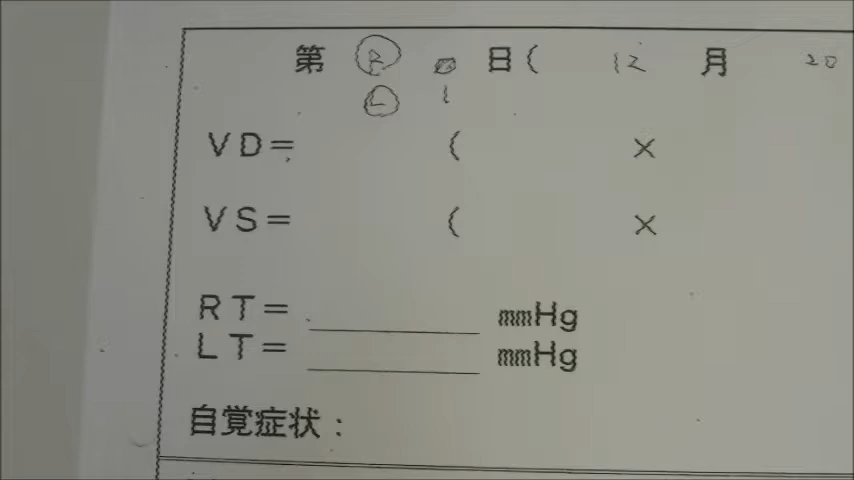 第 R 日( 12 月 20
L 1
VD= ( ×
VS= ( ×
RT= mmHg
LT= mmHg
自覚症状: